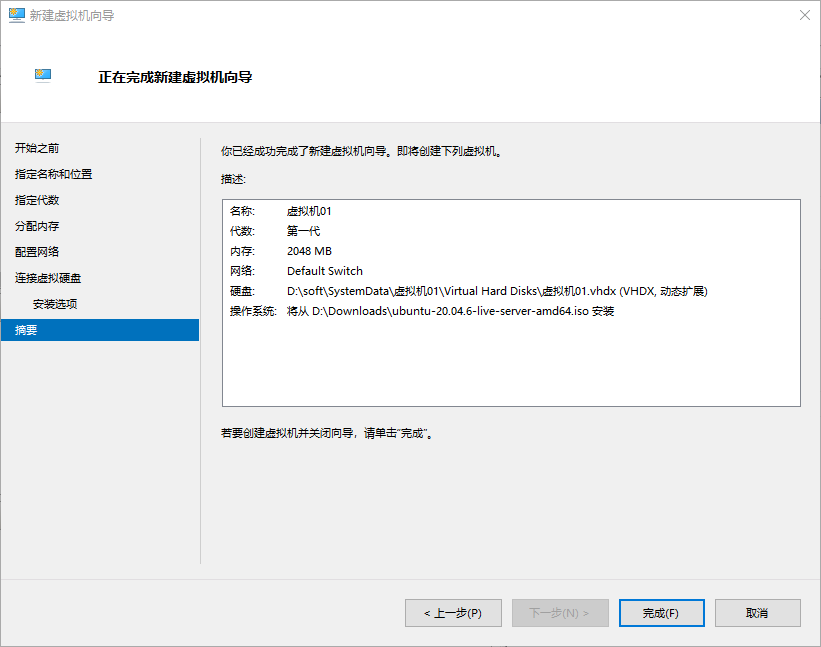 新建虚拟机向导
正在完成新建虚拟机向导
开始之前
指定名称和位置
指定代数
分配内存
配置网络
连接虚拟硬盘
安装选项
摘要
你已经成功完成了新建虚拟机向导。即将创建下列虚拟机。
描述:
名称: 虚拟机01
代数: 第一代
内存: 2048 MB
网络: Default Switch
硬盘: D:\soft\SystemData\虚拟机01\Virtual Hard Disks\虚拟机01.vhdx (VHDX, 动态扩展)
操作系统: 将从 D:\Downloads\ubuntu-20.04.6-live-server-amd64.iso 安装
若要创建虚拟机并关闭向导，请单击“完成”。
< 上一步(P) 下一步(N) > 完成(F) 取消